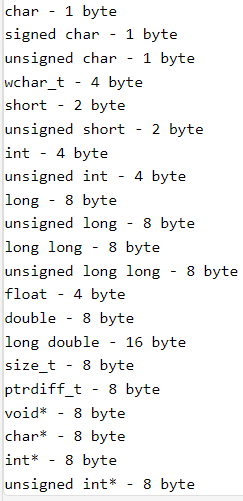 char - 1 byte
signed char - 1 byte
unsigned char - 1 byte
wchar_t - 4 byte
short - 2 byte
unsigned short - 2 byte
int - 4 byte
unsigned int - 4 byte
long - 8 byte
unsigned long - 8 byte
long long - 8 byte
unsigned long long - 8 byte
float - 4 byte
double - 8 byte
long double - 16 byte
size_t - 8 byte
ptrdiff_t - 8 byte
void* - 8 byte
char* - 8 byte
int* - 8 byte
unsigned int* - 8 byte